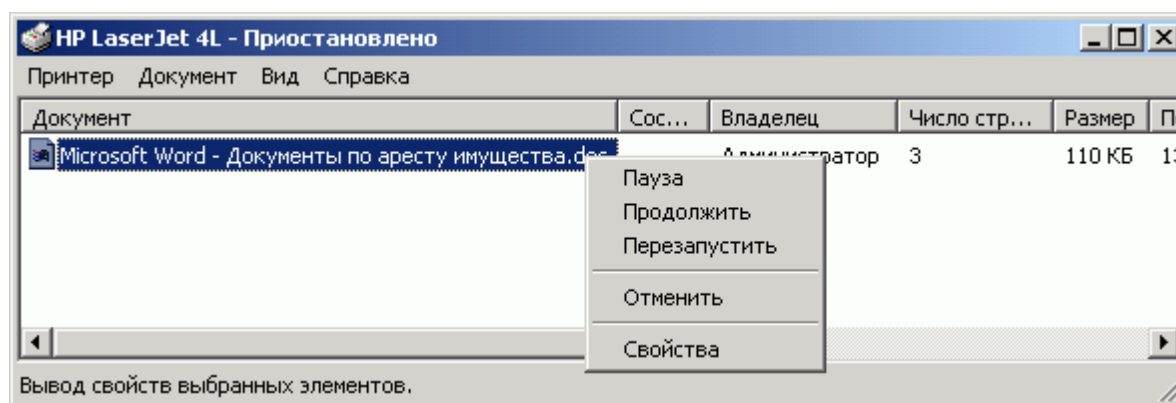 HP LaserJet 4L - Приостановлено
Принтер Документ Вид Справка
Документ Сос... Владелец Число стр... Размер
Microsoft Word - Документы по аресту имущества.doc Администратор 3 110 КБ
Пауза
Продолжить
Перезапустить
Отменить
Свойства
Вывод свойств выбранных элементов.